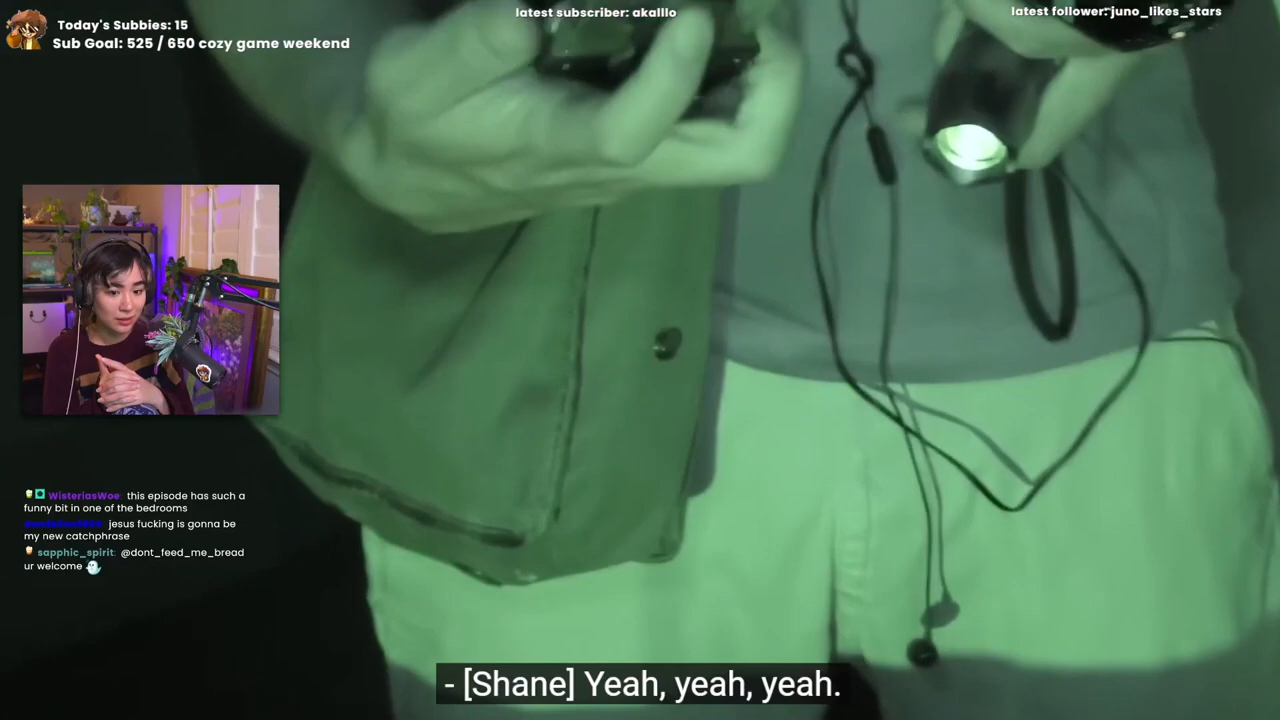 latest subscriber: akalllo
latest follower: juno_likes_stars
Today's Subbies: 15
Sub Goal: 525 / 650 cozy game weekend
WisteriasWoe: this episode has such a
funny bit in one of the bedrooms
jesus fucking is gonna be
my new catchphrase
sapphic_spirit: @dont_feed_me_bread
ur welcome
- [Shane] Yeah, yeah, yeah.